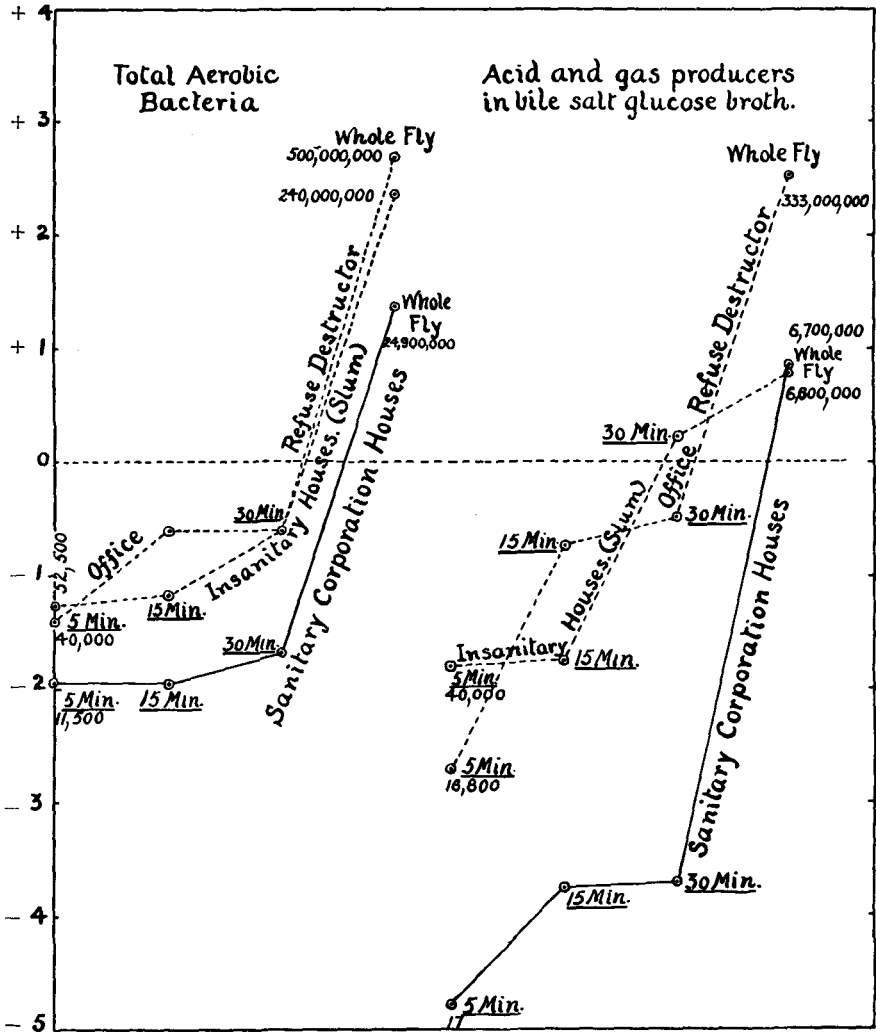 + 4
+ 3
+ 2
+ 1
0
— 1
— 2
— 3
— 4
— 5
Total Aerobic
Bacteria
Whole Fly
500,000,000
240,000,000
Refuse Destructor
Whole
Fly
24,900,000
Insanitary Houses. (Slum)
Sanitary Corporation Houses
Office
30 Min.
52,500
5 Min.
40,000
15 Min.
30 Min.
5 Min.
11,500
15 Min.
Acid and gas producers
in bile salt glucose broth.
Whole Fly
333,000,000
Office Refuse Destructor
6,700,000
Whole
Fly
6,600,000
30 Min.
30 Min.
15 Min.
Insanitary Houses. (Slum)
15 Min.
5 Min.
40,000
5 Min.
16,800
Sanitary Corporation Houses
30 Min.
15 Min.
5 Min.
17